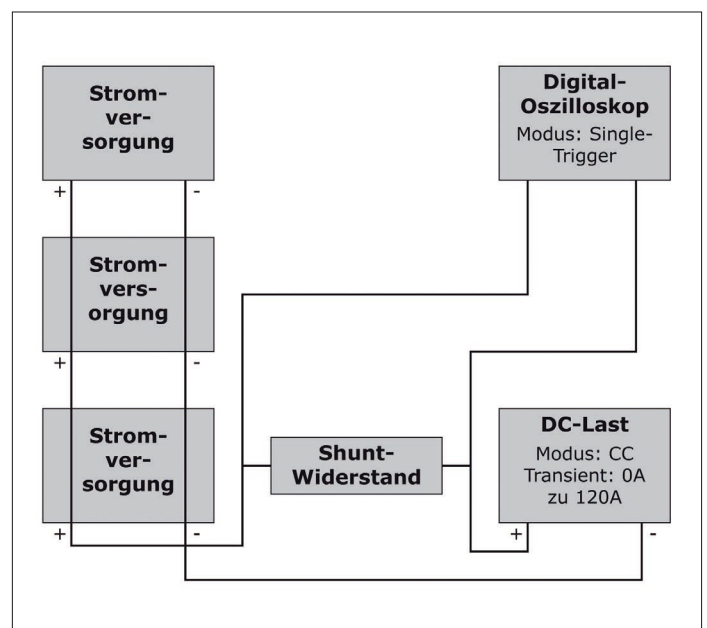 Strom-
ver-
sorgung
+ -
Strom-
vers-
orgung
+ -
Strom-
ver-
sorgung
+ -
Digital-
Oszilloskop
Modus: Single-
Trigger
Shunt-
Widerstand
DC-Last
Modus: CC
Transient: 0A
zu 120A
+ -